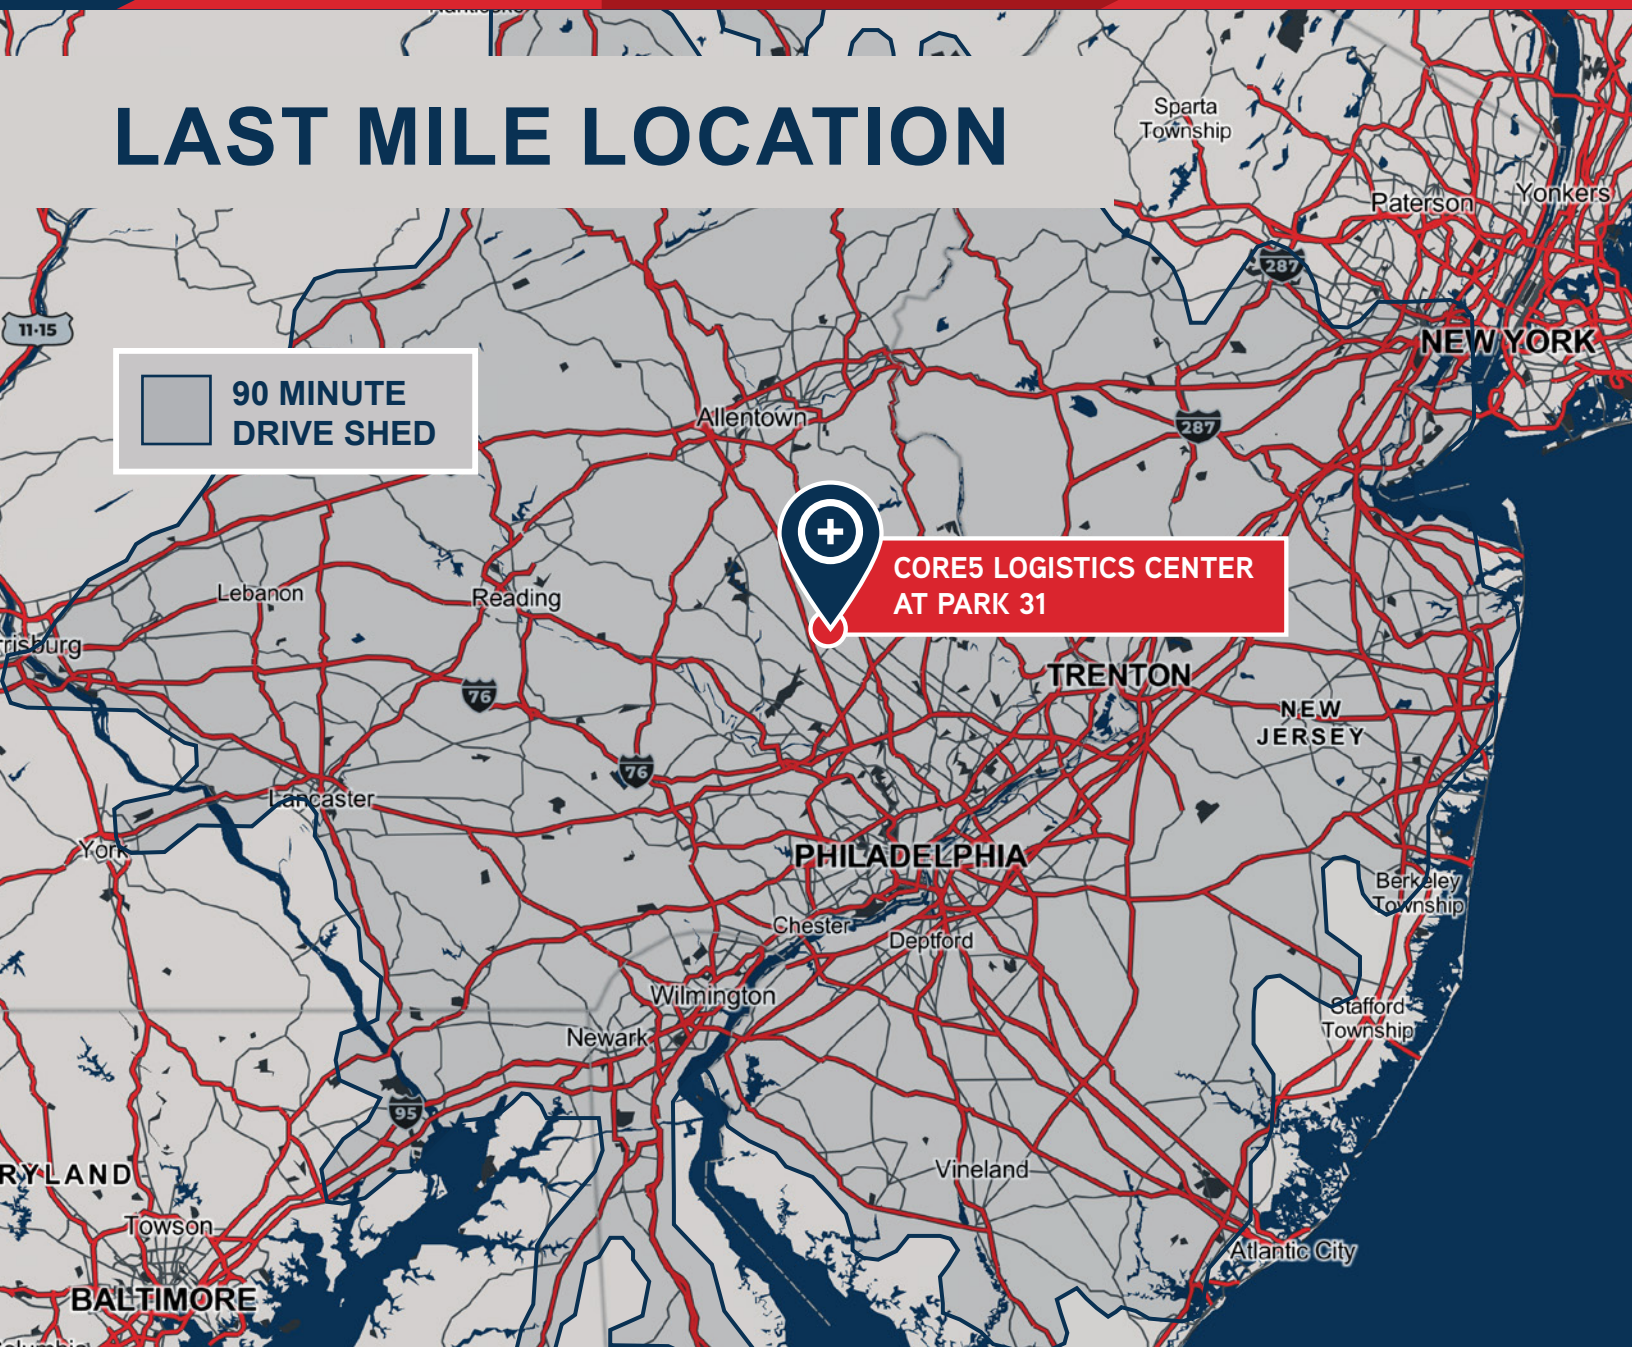 LAST MILE LOCATION
Sparta
Township
Paterson
Yonkers
287
11-15
NEW YORK
90 MINUTE
DRIVE SHED
Allentown
287
CORE5 LOGISTICS CENTER
AT PARK 31
Lebanon
Reading
risburg
TRENTON
76
NEW
JERSEY
76
Lancaster
York
PHILADELPHIA
Berkeley
Township
Chester
Deptford
Wilmington
Stafford
Township
Newark
95
RYLAND
Vineland
Towson
Atlantic City
BALTIMORE